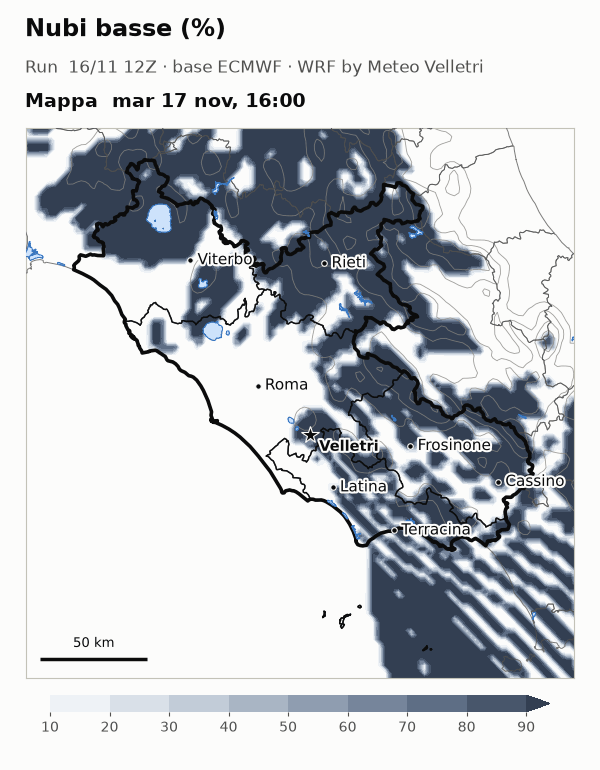 Nubi basse (%)
Run  16/11 12Z · base ECMWF · WRF by Meteo Velletri
Mappa  mar 17 nov, 16:00
Viterbo
Rieti
Roma
Velletri
Frosinone
Cassino
Latina
Terracina
50 km
10 20 30 40 50 60 70 80 90